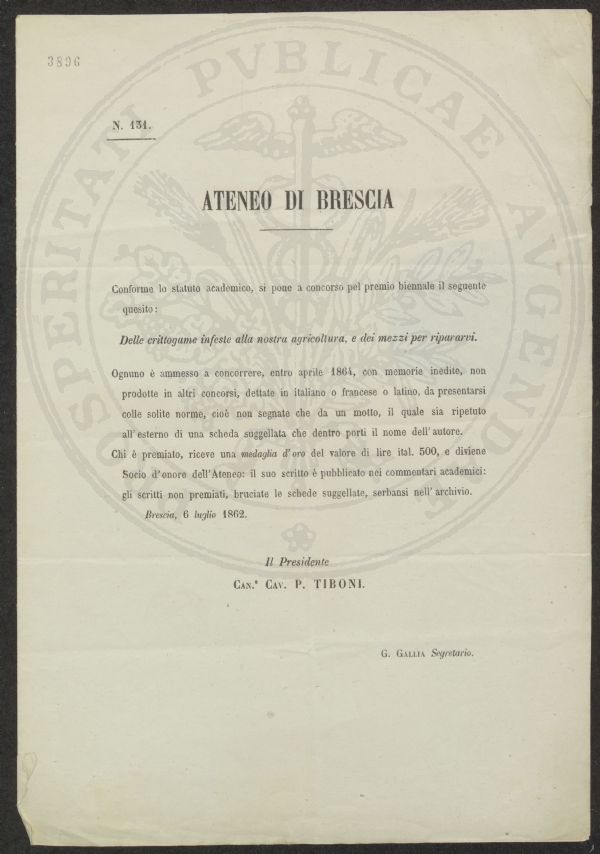 3896
N. 131.
ATENEO DI BRESCIA
Conforme lo statuto academico, si pone a concorso pel premio biennale il seguente
quesito:
Delle crittogame infeste alla nostra agricoltura, e dei mezzi per ripararvi.
Ognuno è ammesso a concorrere, entro aprile 1864, con memorie inedite, non
prodotte in altri concorsi, dettate in italiano o francese o latino, da presentarsi
colle solite norme, cioè non segnate che da un motto, il quale sia ripetuto
all'esterno di una scheda suggellata che dentro porti il nome dell'autore.
Chi è premiato, riceve una medaglia d'oro del valore di lire ital. 500, e diviene
Socio d'onore dell'Ateneo: il suo scritto è pubblicato nei commentari academici:
gli scritti non premiati, bruciate le schede suggellate, serbansi nell'archivio.
Brescia, 6 luglio 1862.
Il Presidente
CAN.° CAV. P. TIBONI.
G. GALLIA Segretario.
PROSPERITATI PVBLICAE AVGENDAE